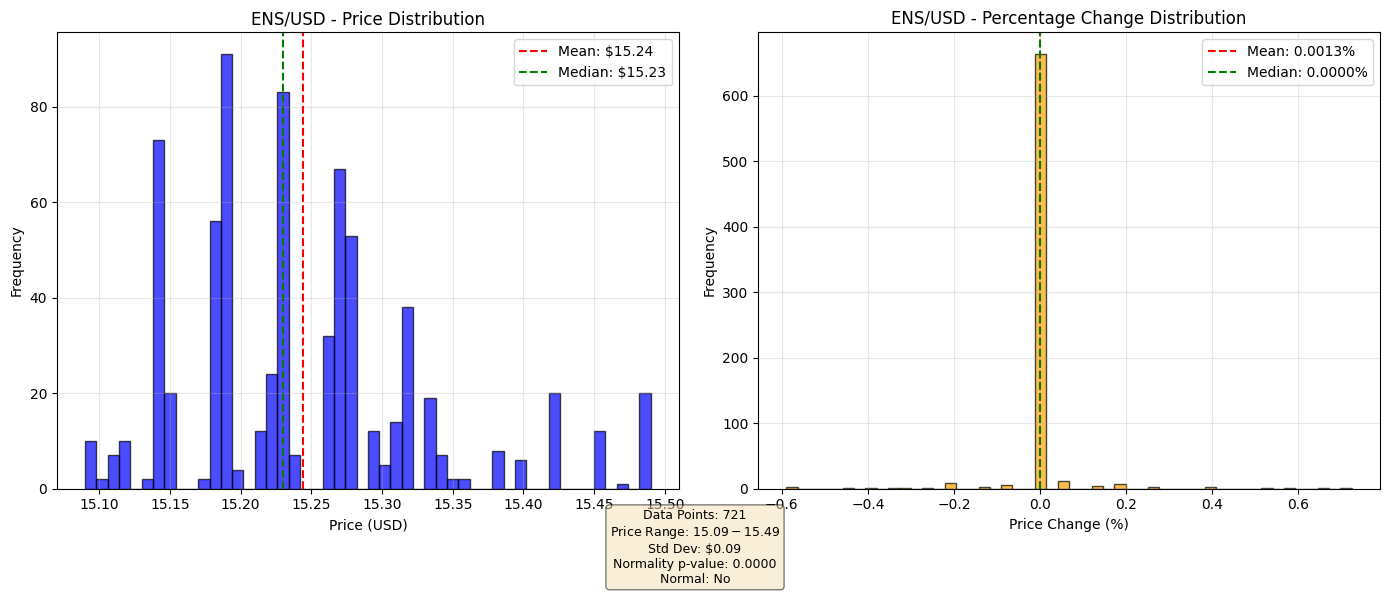 ENS/USD - Price Distribution
Mean: $15.24
Median: $15.23
Frequency
80
60
40
20
0
15.10 15.15 15.20 15.25 15.30 15.35 15.40 15.45 15.50
Price (USD)
ENS/USD - Percentage Change Distribution
Mean: 0.0013%
Median: 0.0000%
Frequency
600
500
400
300
200
100
0
−0.6 −0.4 −0.2 0.0 0.2 0.4 0.6
Price Change (%)
Data Points: 721
Price Range: 15.09 − 15.49
Std Dev: $0.09
Normality p-value: 0.0000
Normal: No